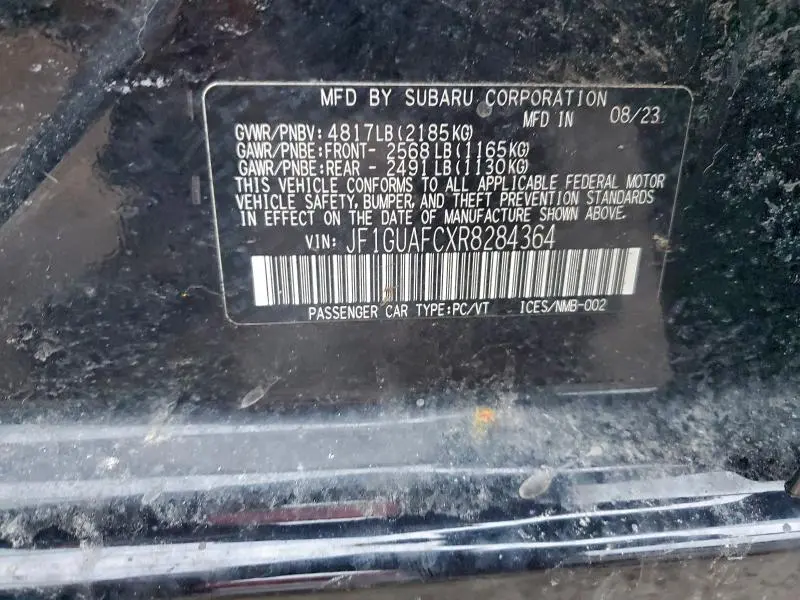 MFD BY SUBARU CORPORATION
MFD IN 08/23
GVWR/PNBV: 4817LB(2185KG)
GAWR/PNBE:FRONT- 2568LB(1165KG)
GAWR/PNBE:REAR - 2491LB(1130KG)
THIS VEHICLE CONFORMS TO ALL APPLICABLE FEDERAL MOTOR
VEHICLE SAFETY, BUMPER, AND THEFT PREVENTION STANDARDS
IN EFFECT ON THE DATE OF MANUFACTURE SHOWN ABOVE.
VIN: JF1GUAFCXR8284364
PASSENGER CAR TYPE:PC/VT ICES/NMB-002